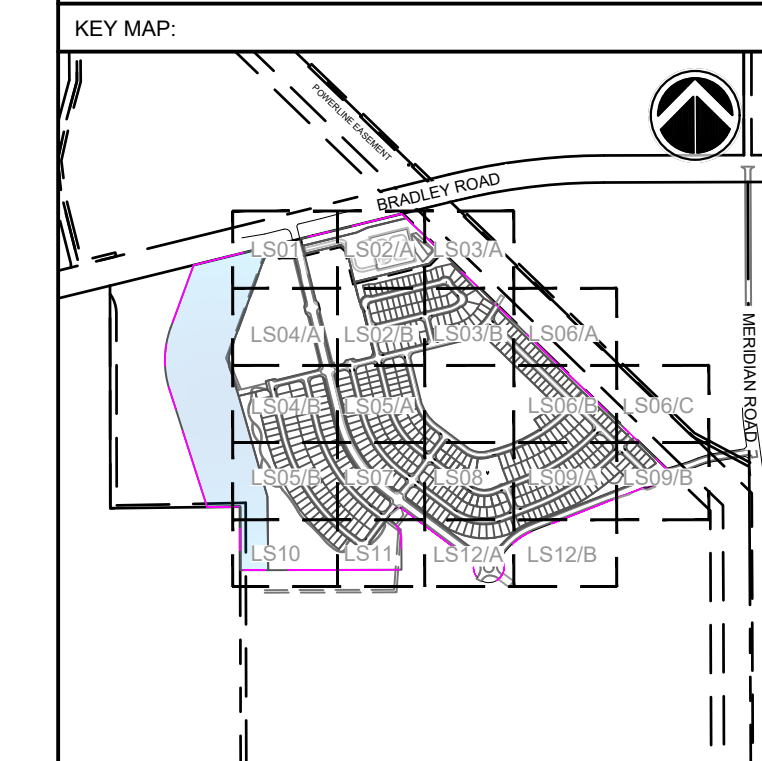 KEY MAP:
POWERLINE EASEMENT
BRADLEY ROAD
LS01
LS02/A
LS03/A
LS04/A
LS02/B
LS03/B
LS06/A
MERIDIAN ROAD
LS04/B
LS05/A
LS06/B
LS06/C
LS05/B
LS07
LS08
LS09/A
LS09/B
LS10
LS11
LS12/A
LS12/B